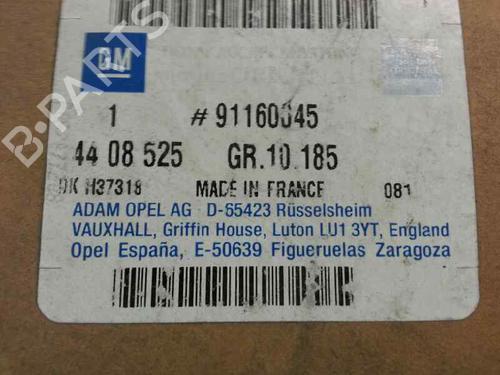 GM
1 # 91160045
44 08 525 GR.10.185
DK H37318 MADE IN FRANCE 081
ADAM OPEL AG D-65423 Rüsselsheim
VAUXHALL, Griffin House, Luton LU1 3YT, England
Opel España, E-50639 Figueruelas Zaragoza
B-PARTS